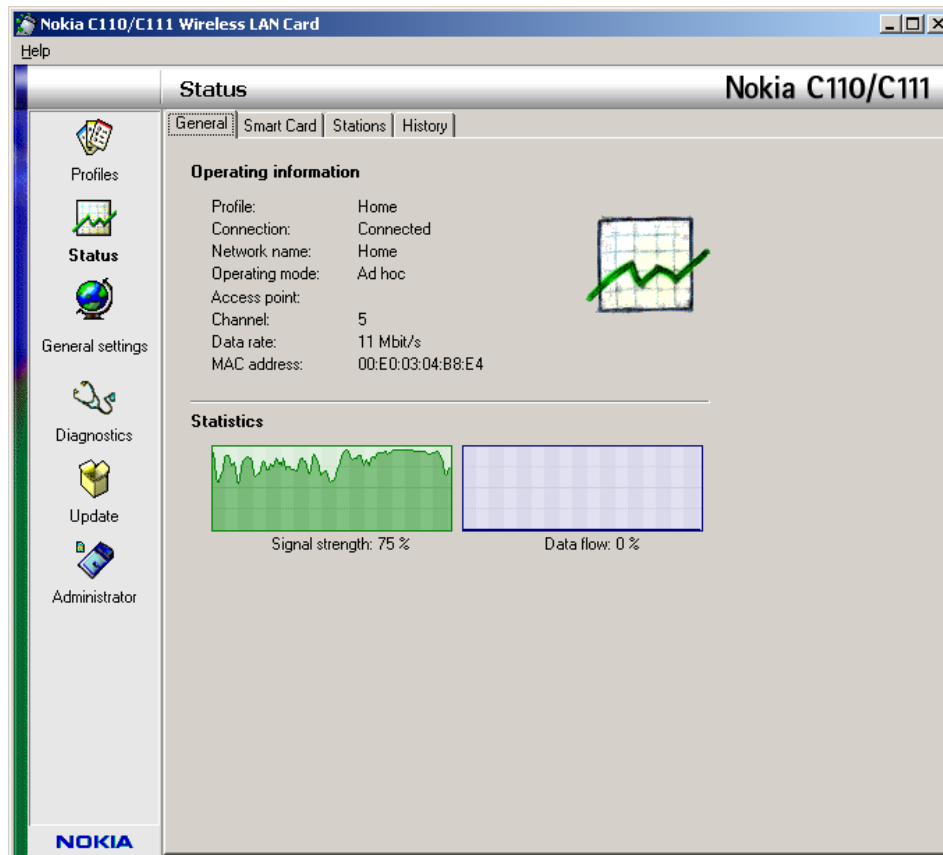 Nokia C110/C111 Wireless LAN Card
Help
Status
Nokia C110/C111
Profiles
Status
General settings
Diagnostics
Update
Administrator
NOKIA
General Smart Card Stations History
Operating information
Profile: Home
Connection: Connected
Network name: Home
Operating mode: Ad hoc
Access point:
Channel: 5
Data rate: 11 Mbit/s
MAC address: 00:E0:03:04:B8:E4
Statistics
Signal strength: 75 % Data flow: 0 %